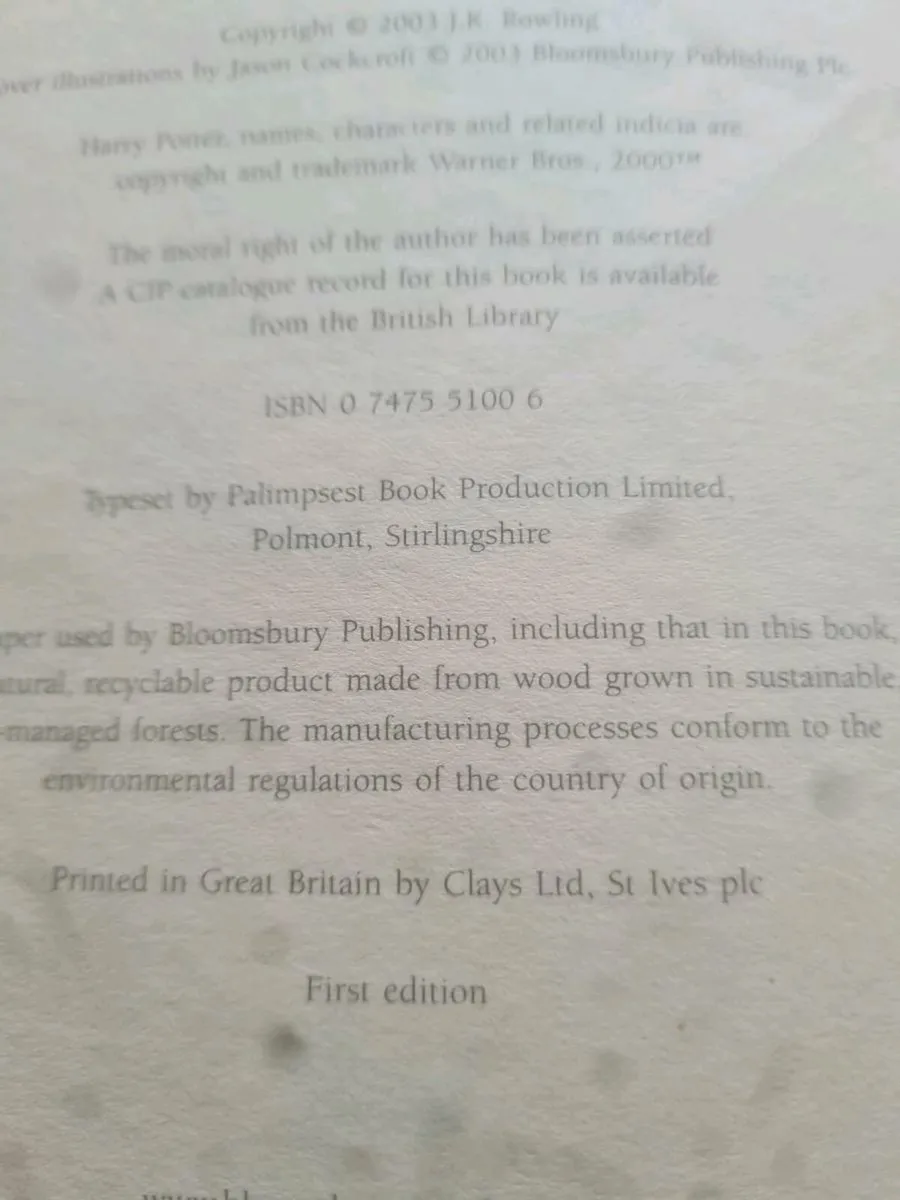 Copyright © 2003 J.K. Rowling
over illustrations by Jason Cockcroft © 2003 Bloomsbury Publishing Plc
Harry Potter, names, characters and related indicia are
copyright and trademark Warner Bros., 2000™
The moral right of the author has been asserted
A CIP catalogue record for this book is available
from the British Library
ISBN 0 7475 5100 6
Typeset by Palimpsest Book Production Limited,
Polmont, Stirlingshire
per used by Bloomsbury Publishing, including that in this book,
tural, recyclable product made from wood grown in sustainable,
-managed forests. The manufacturing processes conform to the
environmental regulations of the country of origin.
Printed in Great Britain by Clays Ltd, St Ives plc
First edition